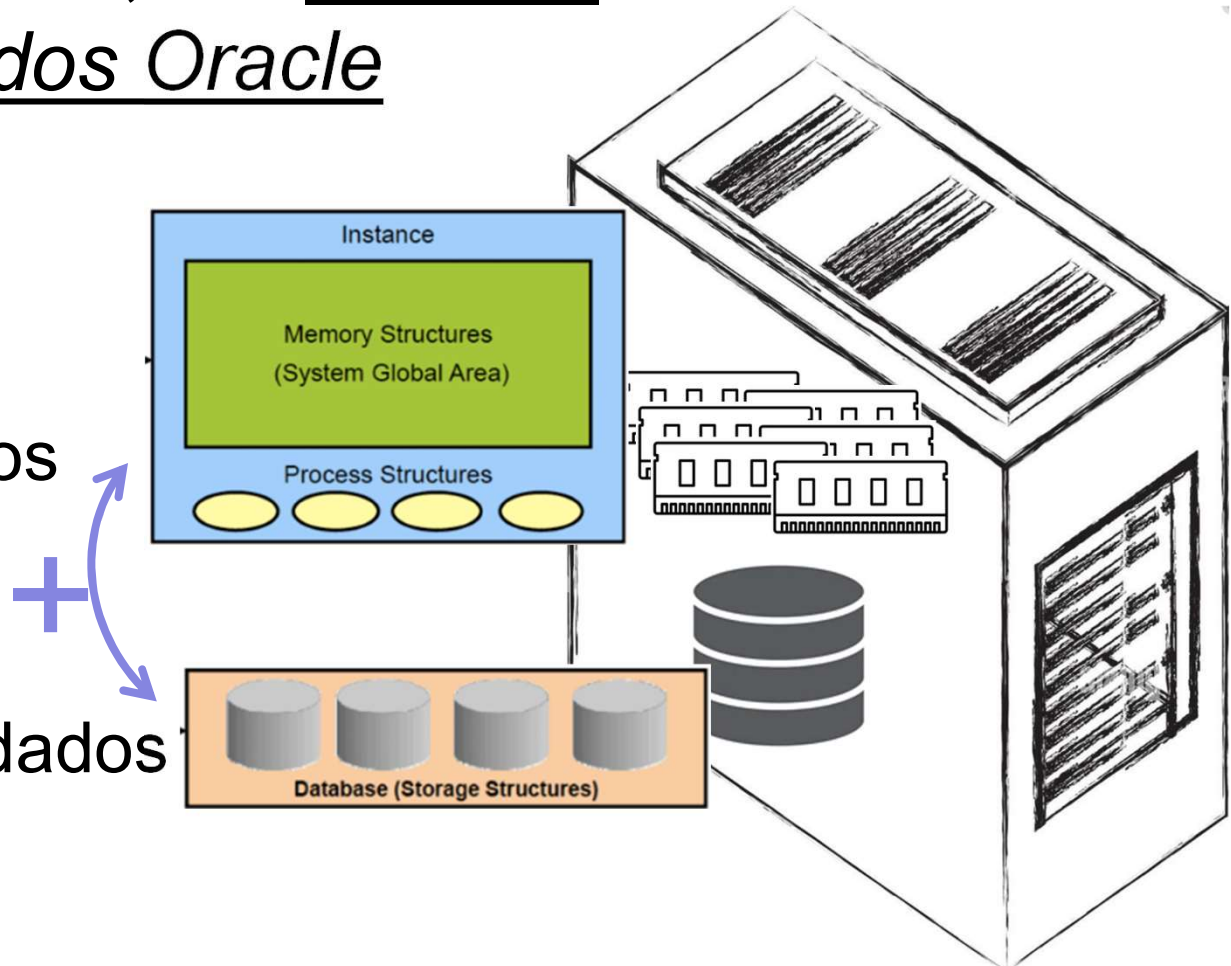 dos Oracle
Instance
Memory Structures
(System Global Area)
os
Process Structures
+
dados
Database (Storage Structures)